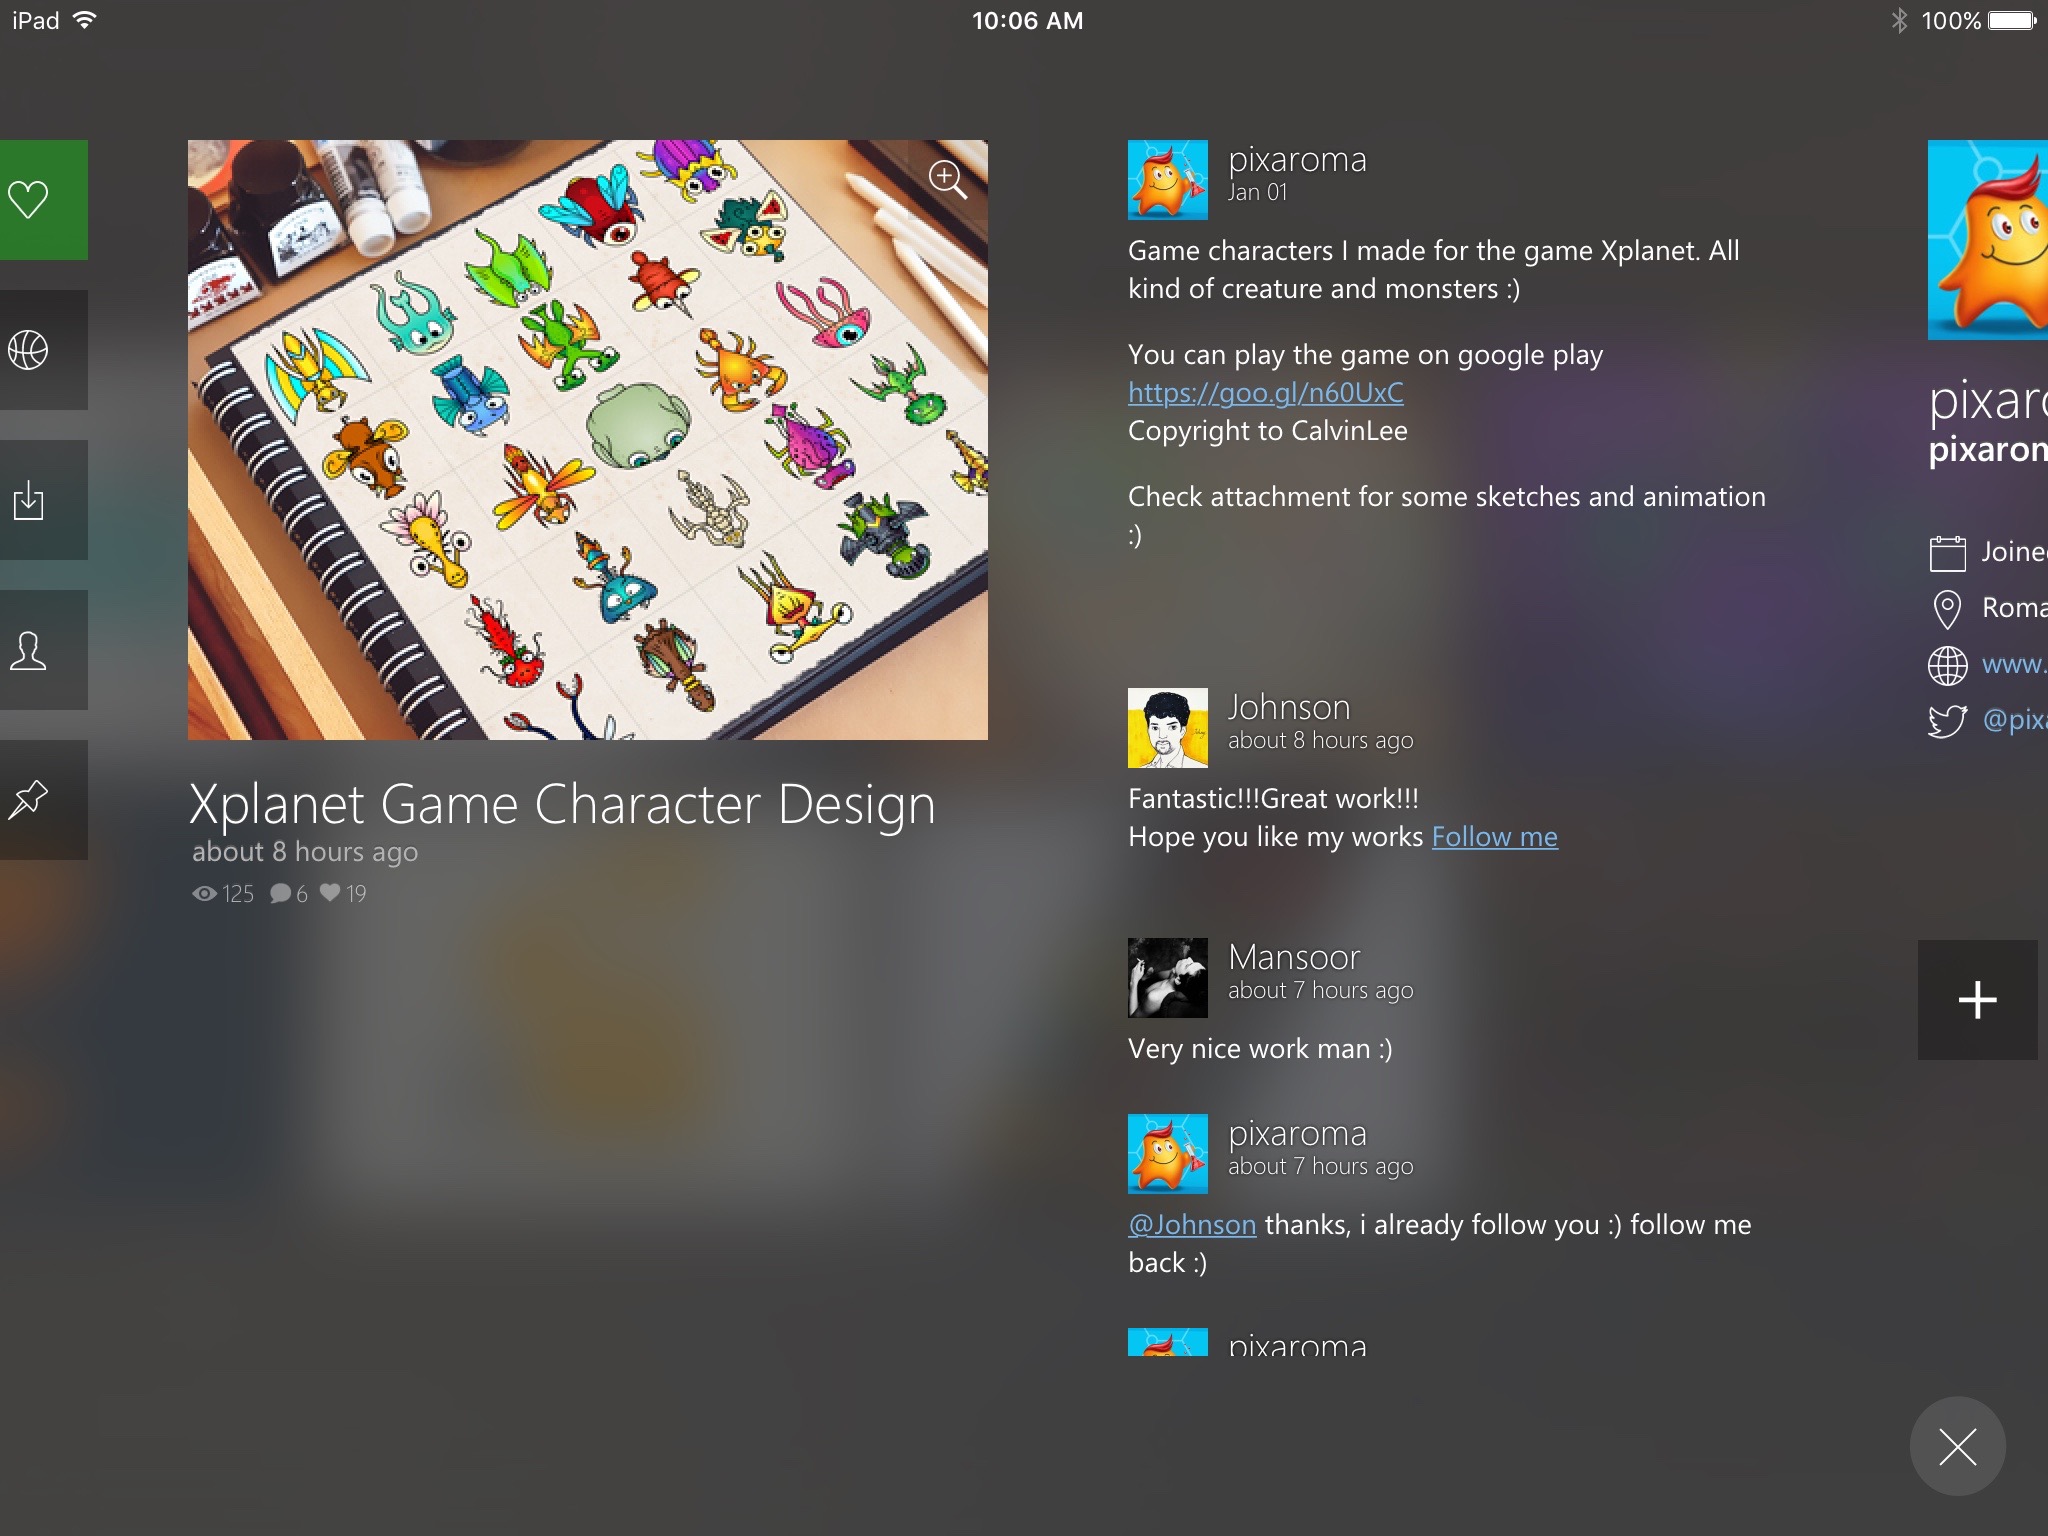 iPad
10:06 AM
100%
Xplanet Game Character Design
about 8 hours ago
125 6 19
pixaroma
Jan 01
Game characters I made for the game Xplanet. All
kind of creature and monsters :)
You can play the game on google play
https://goo.gl/n60UxC
Copyright to CalvinLee
Check attachment for some sketches and animation
:)
Johnson
about 8 hours ago
Fantastic!!!Great work!!!
Hope you like my works Follow me
Mansoor
about 7 hours ago
Very nice work man :)
pixaroma
about 7 hours ago
@Johnson thanks, i already follow you :) follow me
back :)
pixaroma
pixaro
pixarom
Joine
Roma
www.
@pixa